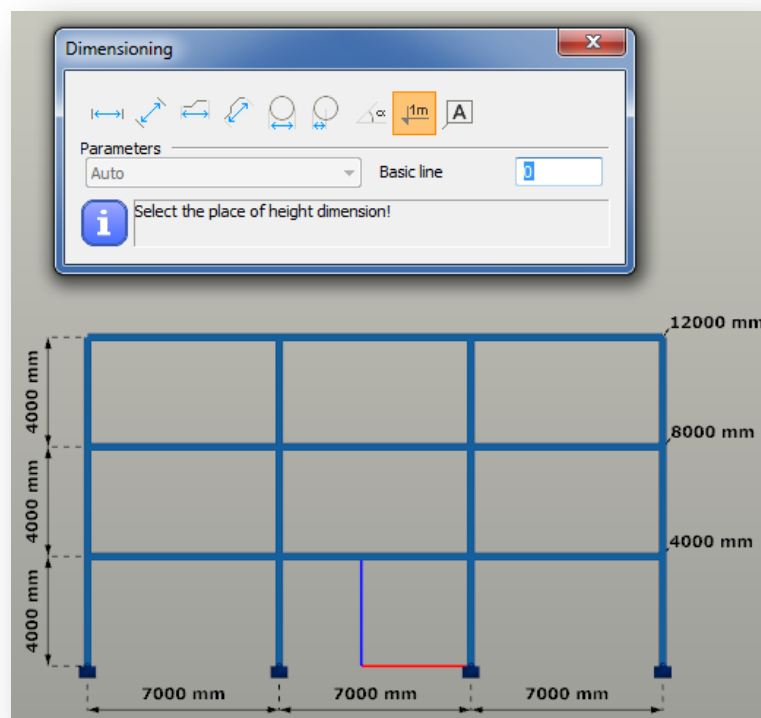 Dimensioning
x
1m
α
A
Parameters
Auto
Basic line
0
i
Select the place of height dimension!
12000 mm
4000 mm
8000 mm
4000 mm
4000 mm
4000 mm
7000 mm
7000 mm
7000 mm